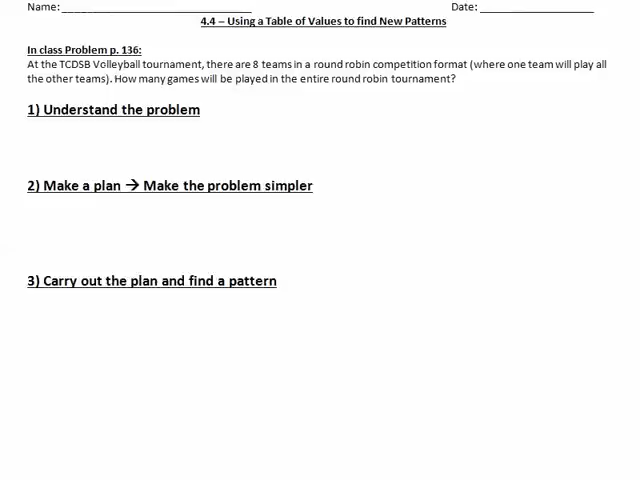 Name: ______________________________ Date: __________________
4.4 – Using a Table of Values to find New Patterns
In class Problem p. 136:
At the TCDSB Volleyball tournament, there are 8 teams in a round robin competition format (where one team will play all
the other teams). How many games will be played in the entire round robin tournament?
1) Understand the problem
2) Make a plan → Make the problem simpler
3) Carry out the plan and find a pattern